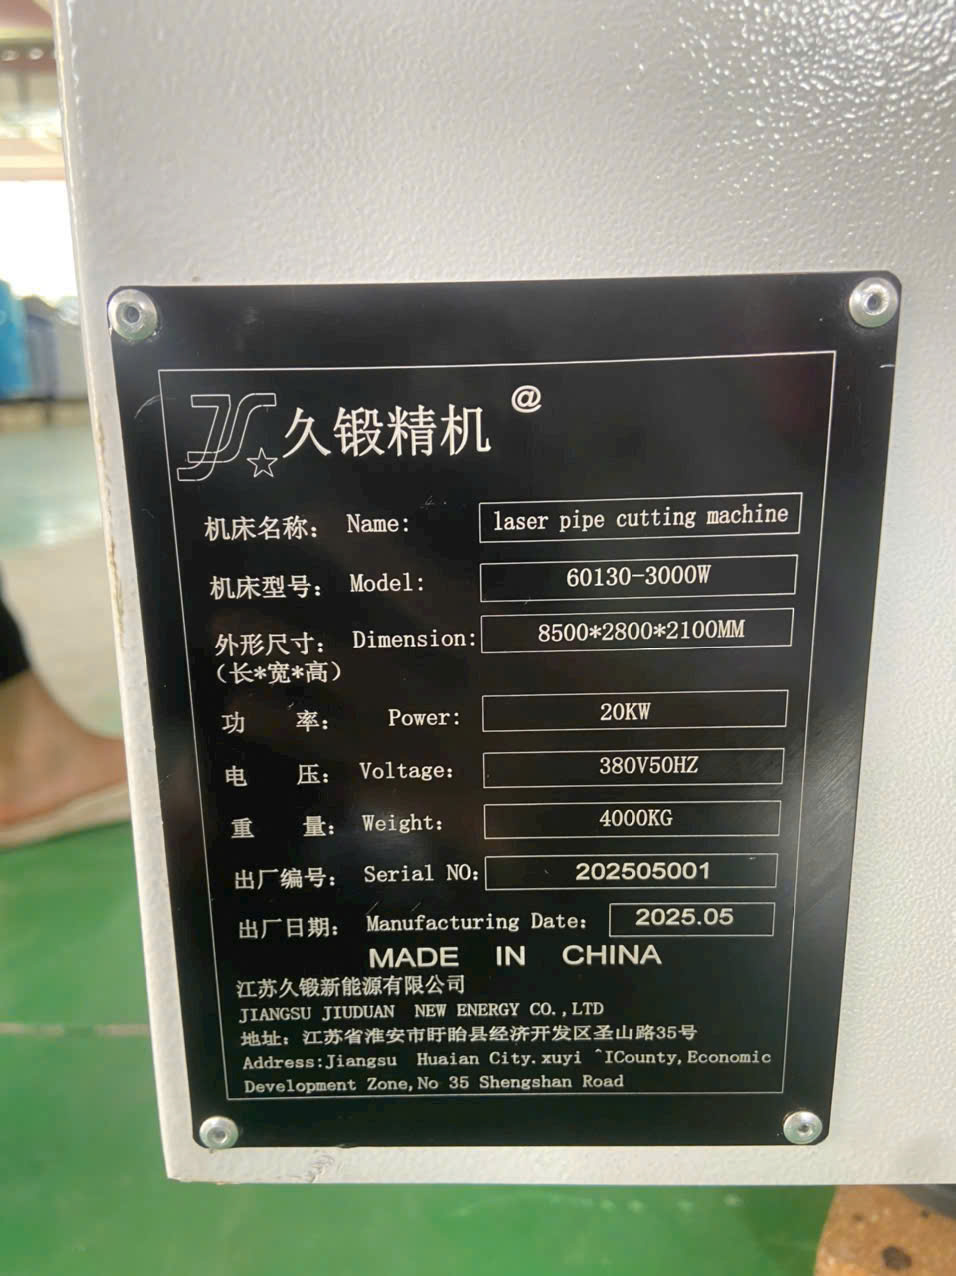 JS 久锻精机 @
机床名称： Name: laser pipe cutting machine
机床型号： Model: 60130-3000W
外形尺寸： Dimension: 8500*2800*2100MM
（长*宽*高）
功 率： Power: 20KW
电 压： Voltage: 380V50HZ
重 量： Weight: 4000KG
出厂编号： Serial NO: 202505001
出厂日期： Manufacturing Date: 2025.05
MADE IN CHINA
江苏久锻新能源有限公司
JIANGSU JIUDUAN NEW ENERGY CO.,LTD
地址：江苏省淮安市盱眙县经济开发区圣山路35号
Address:Jiangsu Huaian City.xuyi ^ICounty,Economic
Development Zone,No 35 Shengshan Road